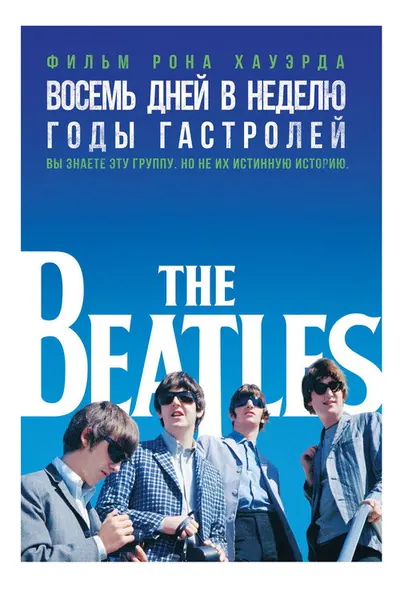 ФИЛЬМ РОНА ХАУЭРДА
ВОСЕМЬ ДНЕЙ В НЕДЕЛЮ
ГОДЫ ГАСТРОЛЕЙ
ВЫ ЗНАЕТЕ ЭТУ ГРУППУ. НО НЕ ИХ ИСТИННУЮ ИСТОРИЮ.
THE
BEATLES